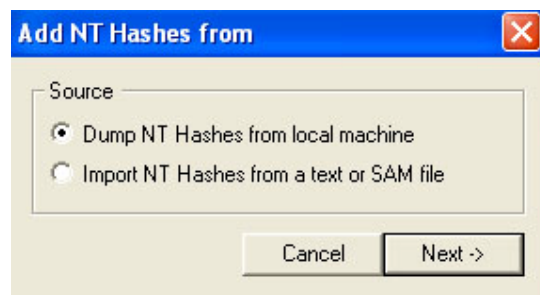 Add NT Hashes from
Source
Dump NT Hashes from local machine
Import NT Hashes from a text or SAM file
Cancel
Next ->